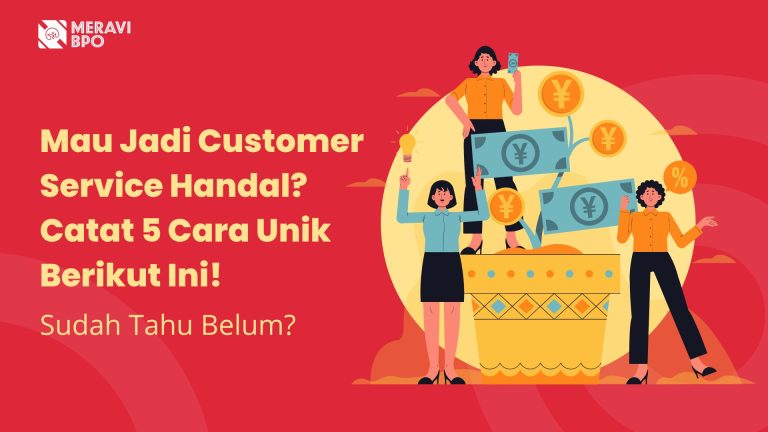 MERAVI
BPO
Mau Jadi Customer
Service Handal?
Catat 5 Cara Unik
Berikut Ini!
Sudah Tahu Belum?
¥
¥
¥
¥
¥
%